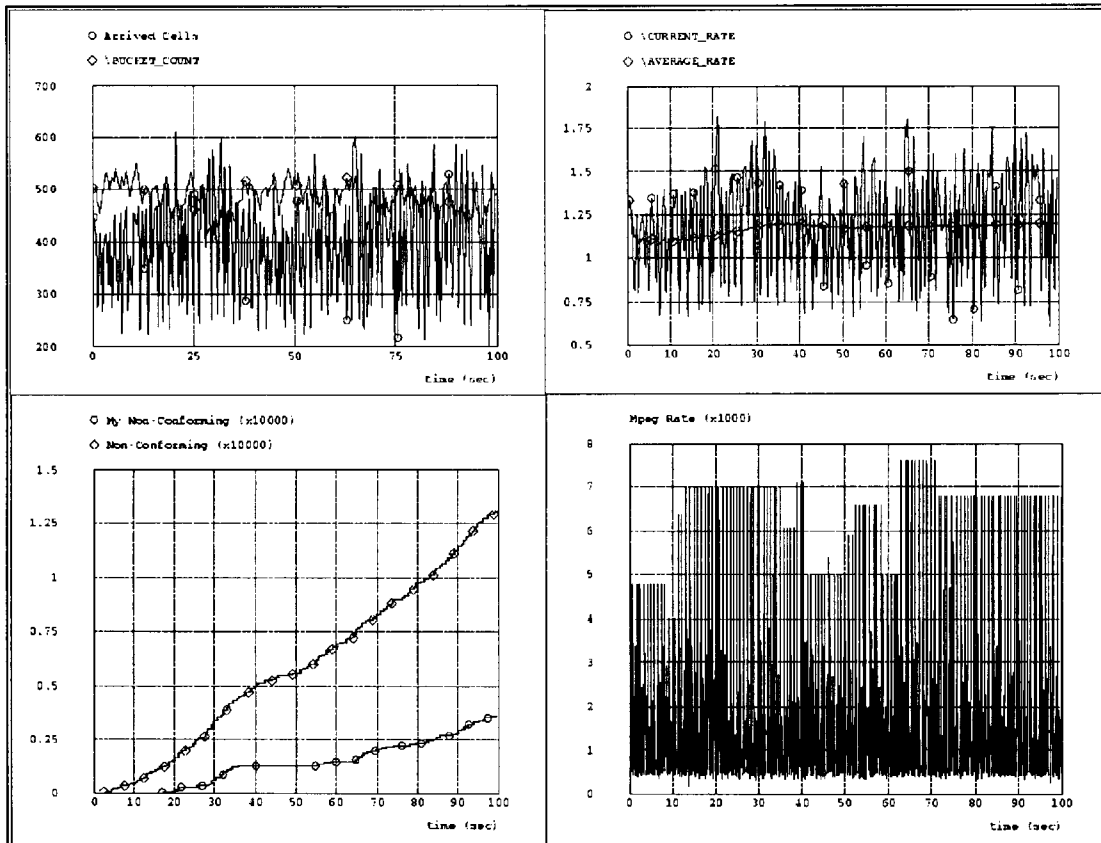 Arrived Cells
\BUCKET_COUNT
700
600
500
400
300
200
0 25 50 75 100
time (sec)
\CURRENT_RATE
\AVERAGE_RATE
2
1.75
1.5
1.25
1
0.75
0.5
0 10 20 30 40 50 60 70 80 90 100
time (sec)
My Non-Conforming (x10000)
Non-Conforming (x10000)
1.5
1.25
1
0.75
0.5
0.25
0
0 10 20 30 40 50 60 70 80 90 100
time (sec)
Mpeg Rate (x1000)
8
7
6
5
4
3
2
1
0
0 10 20 30 40 50 60 70 80 90 100
time (sec)